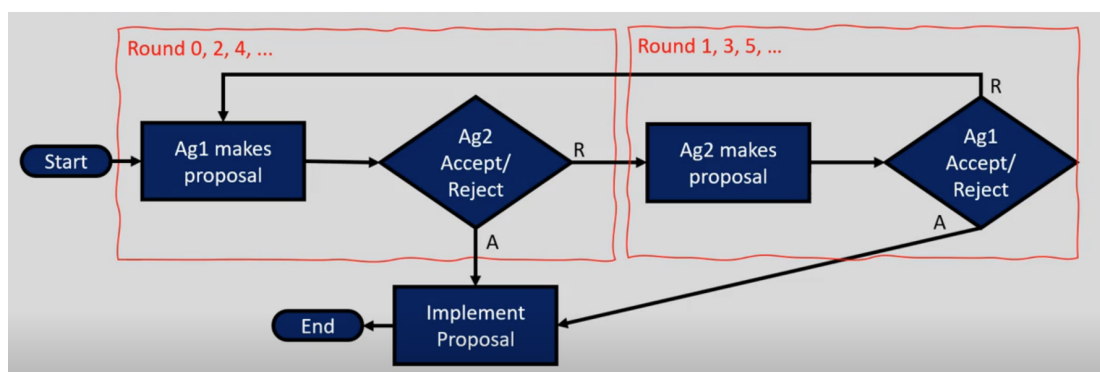 Round 0, 2, 4, ...
Round 1, 3, 5, ...
R
Start
Ag1 makes
proposal
Ag2
Accept/
Reject
R
Ag2 makes
proposal
Ag1
Accept/
Reject
A
A
Implement
Proposal
End